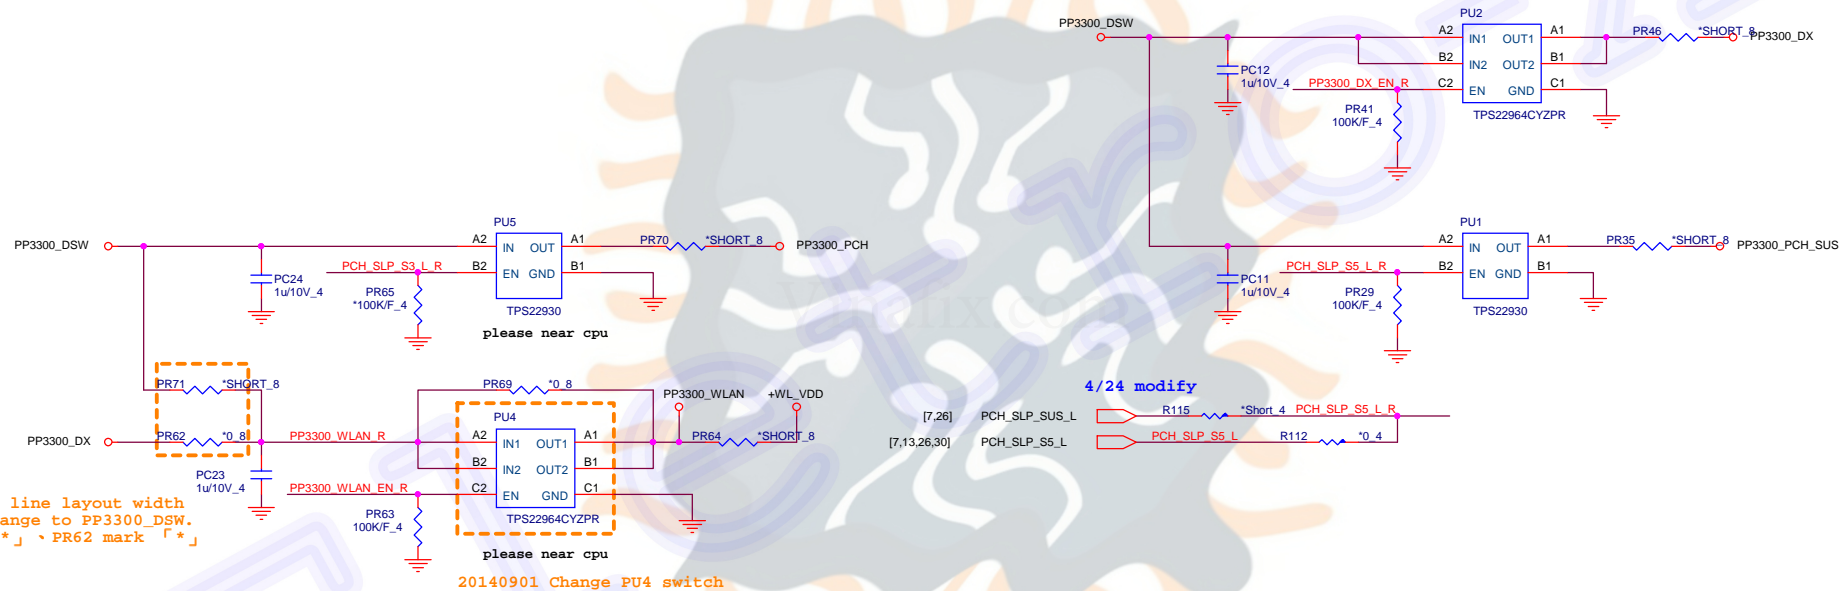 PP3300_DSW
PU2
A2 IN1 OUT1 A1
B2 IN2 OUT2 B1
C2 EN GND C1
TPS22964CYZPR
PR46 *SHORT_8 PP3300_DX
PC12
1u/10V_4
PP3300_DX_EN_R
PR41
100K/F_4
PU5
PP3300_DSW
A2 IN OUT A1
B2 EN GND B1
TPS22930
PR70 *SHORT_8 PP3300_PCH
PCH_SLP_S3_L_R
PC24
1u/10V_4
PR65
*100K/F_4
please near cpu
PU1
A2 IN OUT A1
B2 EN GND B1
TPS22930
PR35 *SHORT_8 PP3300_PCH_SUS
PCH_SLP_S5_L_R
PC11
1u/10V_4
PR29
100K/F_4
Vinafix.com
PR71 *SHORT_8
PP3300_DX PR62 *0_8
PP3300_WLAN_R
PC23
1u/10V_4
PR69 *0_8
PU4
A2 IN1 OUT1 A1
B2 IN2 OUT2 B1
C2 EN GND C1
TPS22964CYZPR
PP3300_WLAN +WL_VDD
PR64 *SHORT_8
PP3300_WLAN_EN_R
PR63
100K/F_4
please near cpu
20140901 Change PU4 switch
line layout width
ange to PP3300_DSW.
*」、PR62 mark 「*」
4/24 modify
[7,26] PCH_SLP_SUS_L R115 *Short_4 PCH_SLP_S5_L_R
[7,13,26,30] PCH_SLP_S5_L PCH_SLP_S5_L R112 *0_4